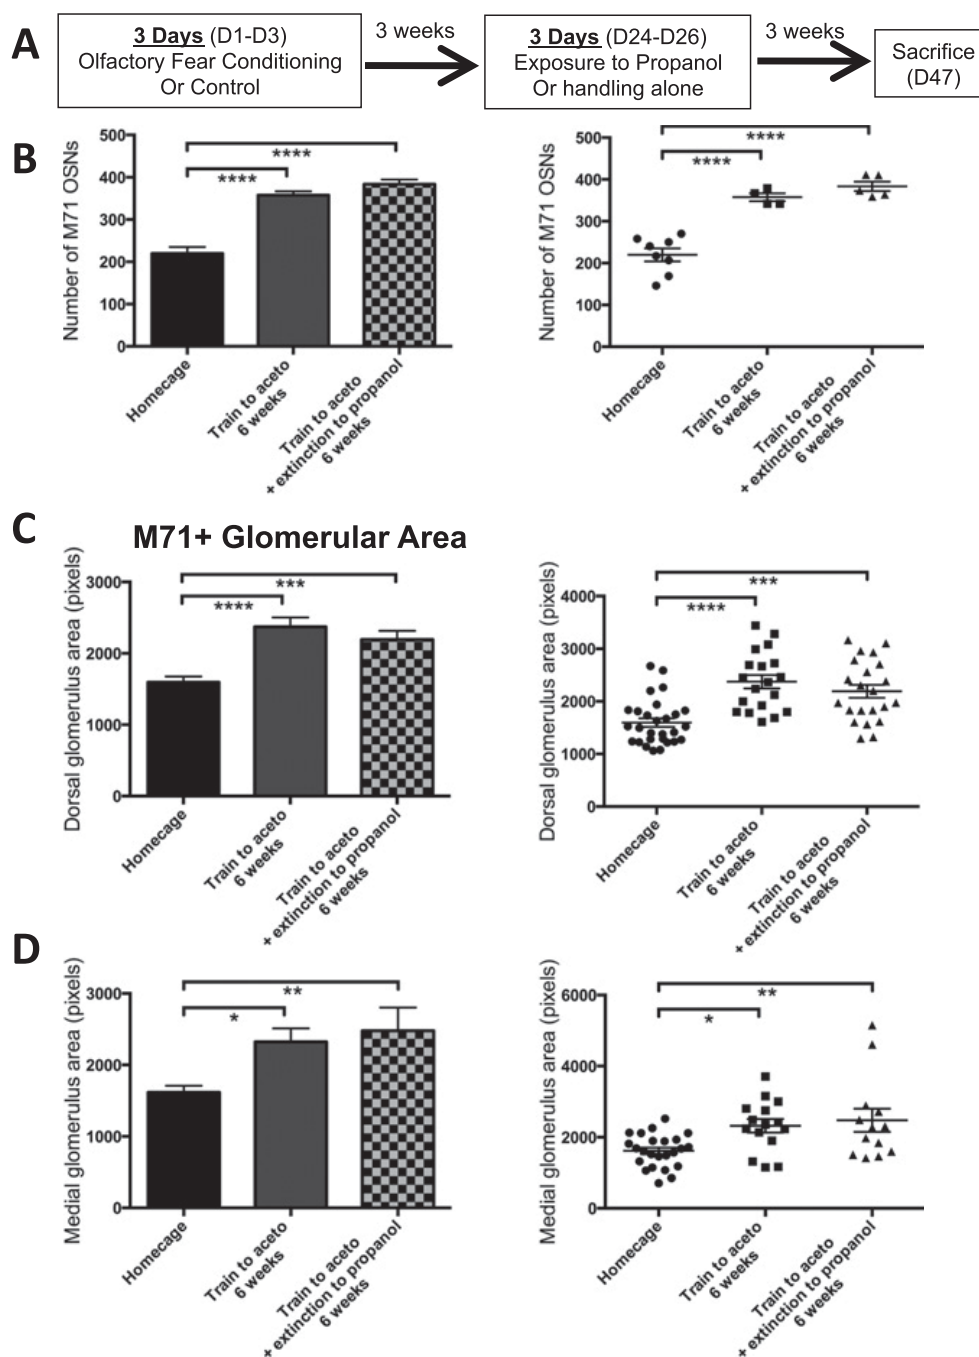 A
3 Days (D1-D3)
Olfactory Fear Conditioning
Or Control
3 weeks
3 Days (D24-D26)
Exposure to Propanol
Or handling alone
3 weeks
Sacrifice
(D47)
B
Number of M71 OSNs
500
400
300
200
100
0
****
****
Homecage
Train to aceto
6 weeks
Train to aceto
+ extinction to propanol
6 weeks
Number of M71 OSNs
500
400
300
200
100
0
****
****
Homecage
Train to aceto
6 weeks
Train to aceto
+ extinction to propanol
6 weeks
C
M71+ Glomerular Area
Dorsal glomerulus area (pixels)
3000
2000
1000
0
***
****
Homecage
Train to aceto
6 weeks
Train to aceto
+ extinction to propanol
6 weeks
Dorsal glomerulus area (pixels)
4000
3000
2000
1000
0
***
****
Homecage
Train to aceto
6 weeks
Train to aceto
+ extinction to propanol
6 weeks
D
Medial glomerulus area (pixels)
3000
2000
1000
0
**
*
Homecage
Train to aceto
6 weeks
Train to aceto
+ extinction to propanol
6 weeks
Medial glomerulus area (pixels)
6000
4000
2000
0
**
*
Homecage
Train to aceto
6 weeks
Train to aceto
+ extinction to propanol
6 weeks